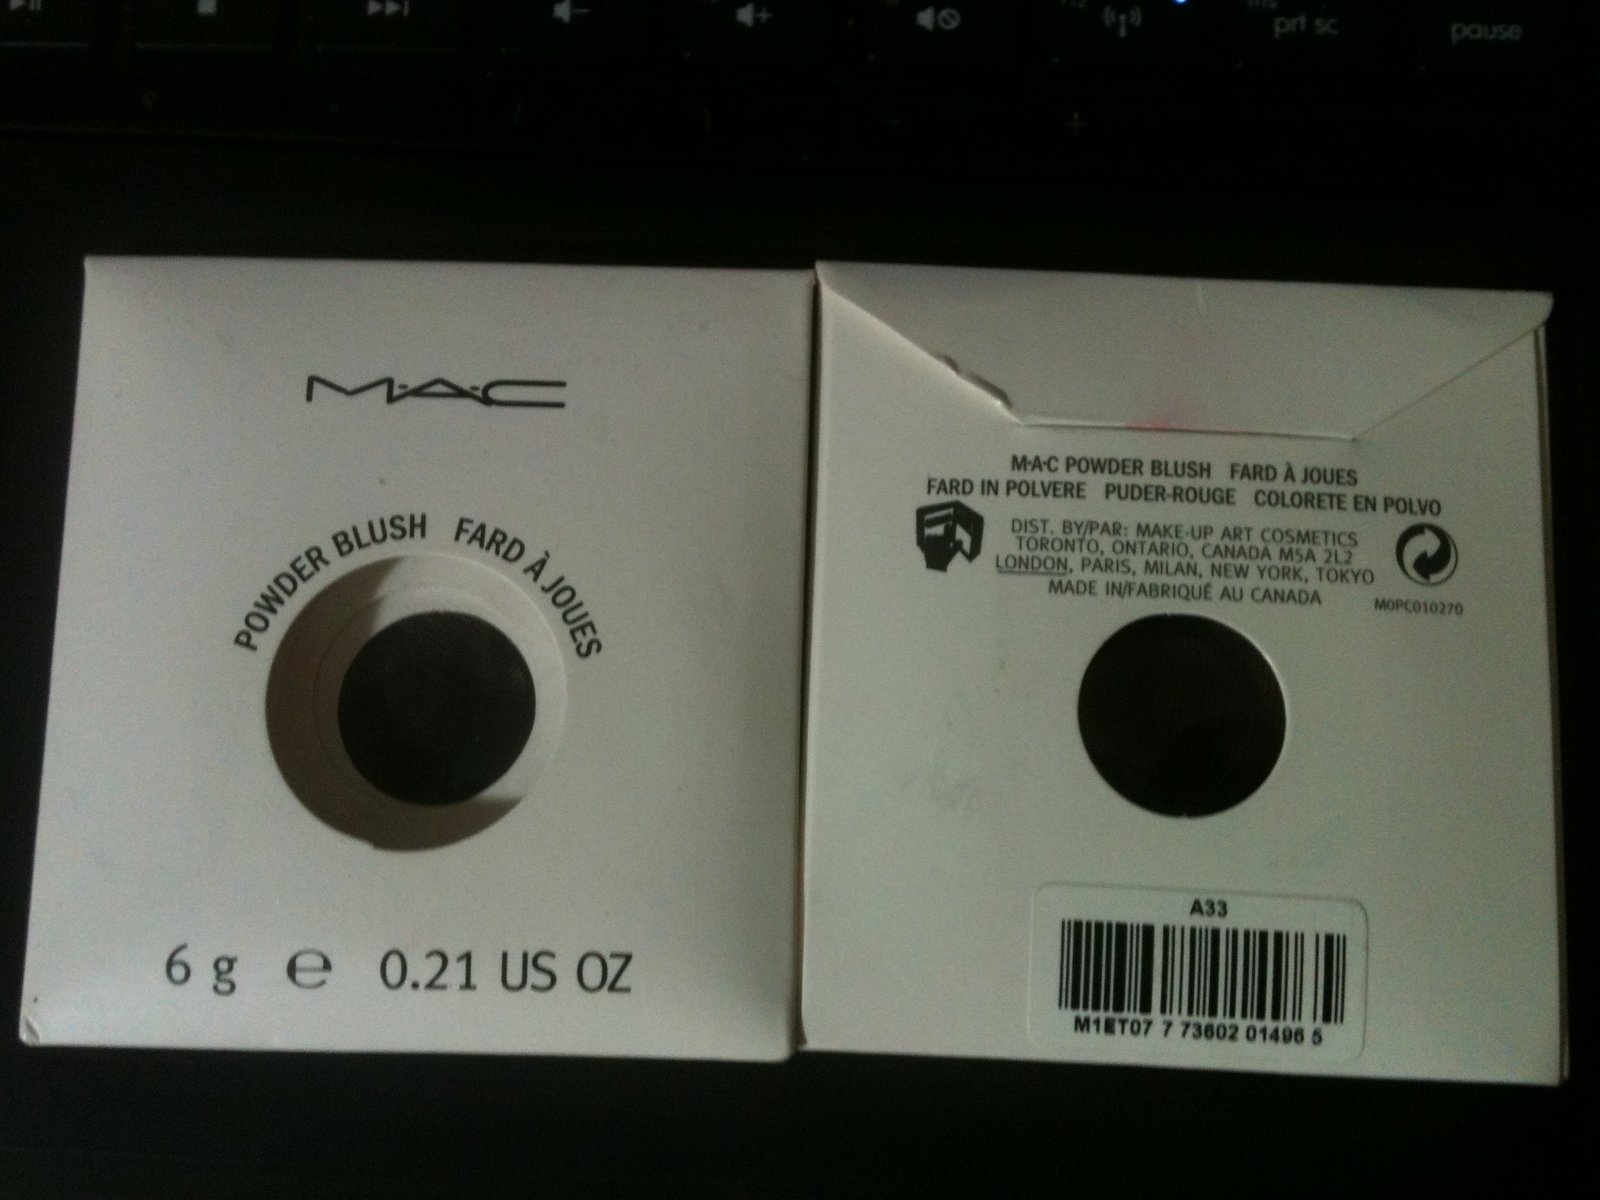 prt sc
pause
M·A·C
POWDER BLUSH FARD À JOUES
6 g e 0.21 US OZ
M·A·C POWDER BLUSH FARD À JOUES
FARD IN POLVERE PUDER-ROUGE COLORETE EN POLVO
DIST. BY/PAR: MAKE-UP ART COSMETICS
TORONTO, ONTARIO, CANADA M5A 2L2
LONDON, PARIS, MILAN, NEW YORK, TOKYO
MADE IN/FABRIQUÉ AU CANADA
MOPC010270
A33
M1ET07 7 73602 01496 5